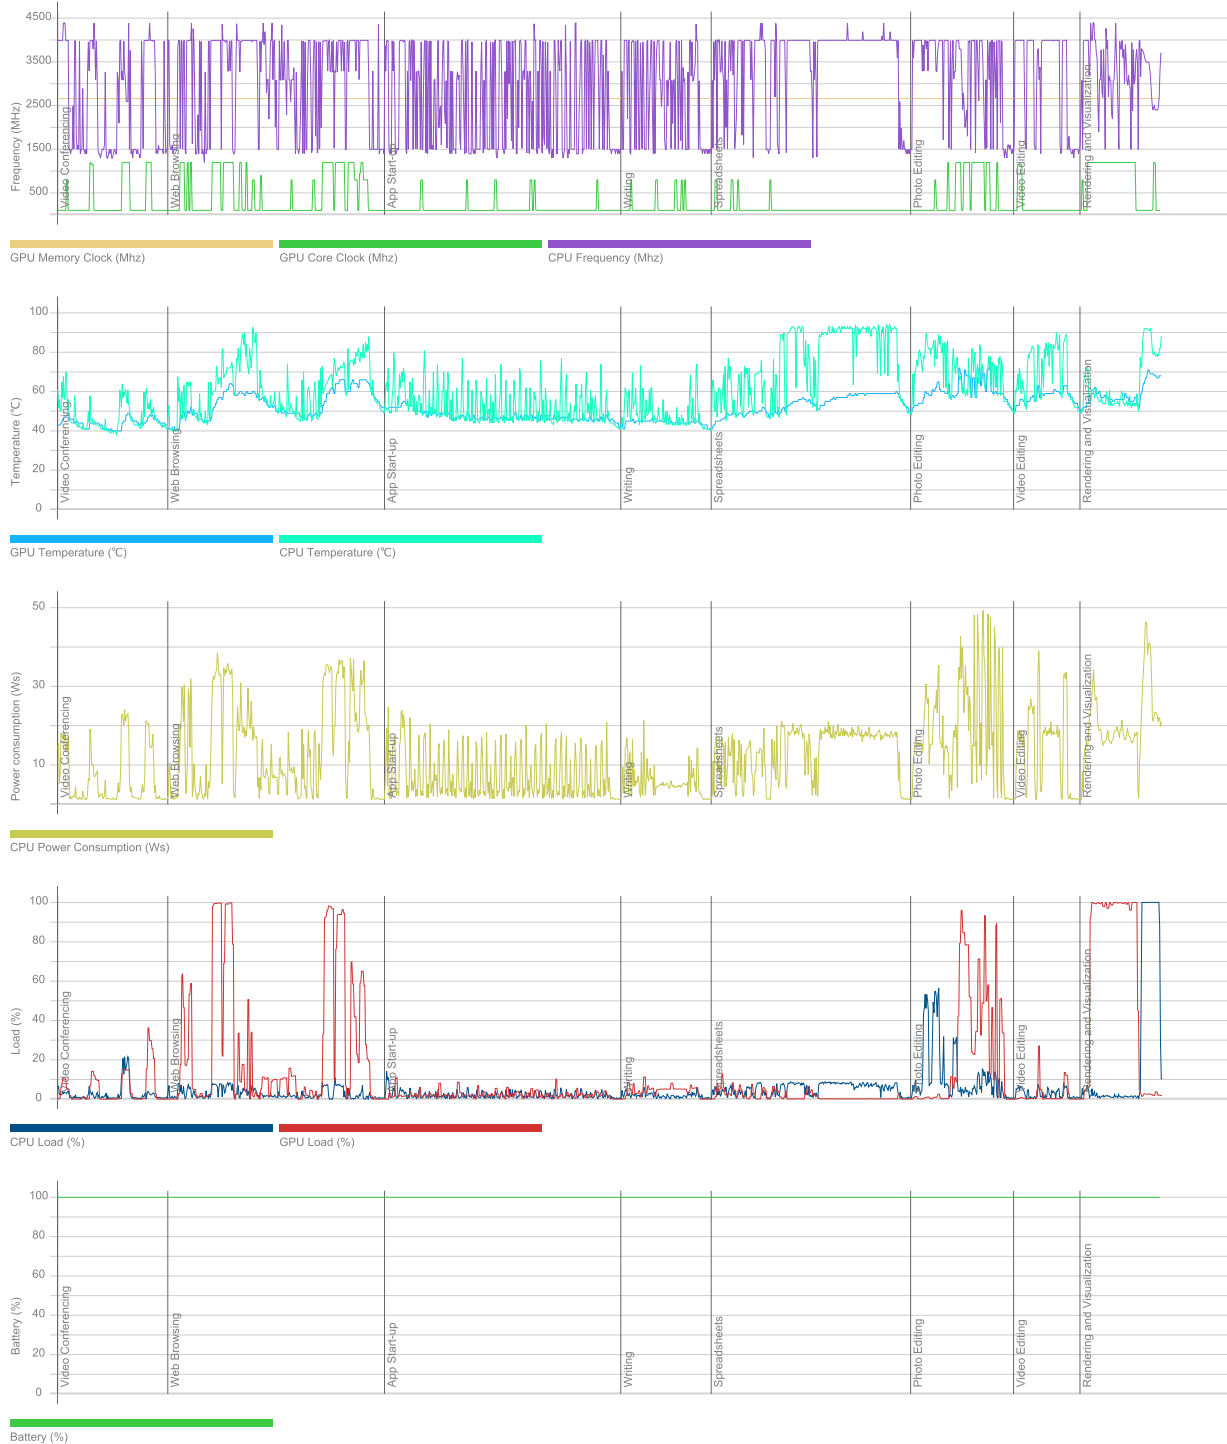 4500
3500
2500
1500
500
Frequency (MHz)
Video Conferencing
Web Browsing
App Start-up
Writing
Spreadsheets
Photo Editing
Video Editing
Rendering and Visualization
GPU Memory Clock (Mhz)
GPU Core Clock (Mhz)
CPU Frequency (Mhz)
100
80
60
40
20
0
Temperature (°C)
Video Conferencing
Web Browsing
App Start-up
Writing
Spreadsheets
Photo Editing
Video Editing
Rendering and Visualization
GPU Temperature (°C)
CPU Temperature (°C)
50
30
10
Power consumption (Ws)
Video Conferencing
Web Browsing
App Start-up
Writing
Spreadsheets
Photo Editing
Video Editing
Rendering and Visualization
CPU Power Consumption (Ws)
100
80
60
40
20
0
Load (%)
Video Conferencing
Web Browsing
App Start-up
Writing
Spreadsheets
Photo Editing
Video Editing
Rendering and Visualization
CPU Load (%)
GPU Load (%)
100
80
60
40
20
0
Battery (%)
Video Conferencing
Web Browsing
App Start-up
Writing
Spreadsheets
Photo Editing
Video Editing
Rendering and Visualization
Battery (%)